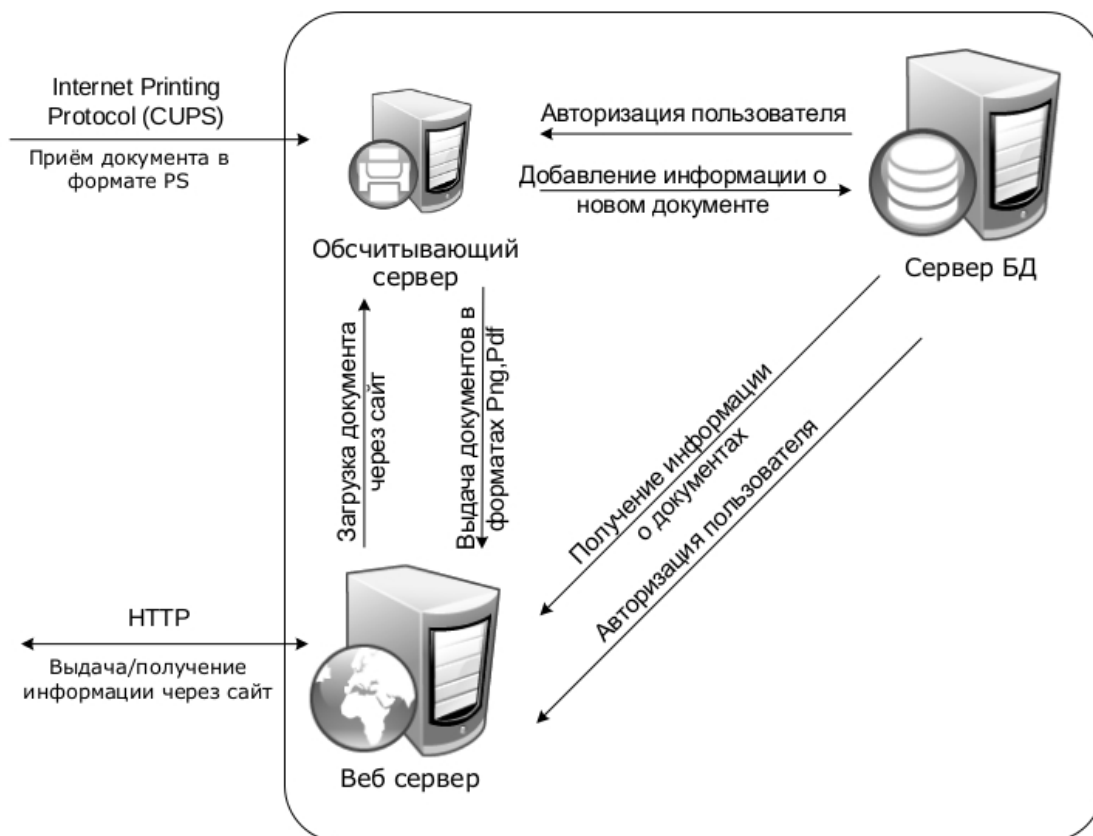 Internet Printing
Protocol (CUPS)
Приём документа в
формате PS
Авторизация пользователя
Добавление информации о
новом документе
Обсчитывающий
сервер
Сервер БД
Загрузка документа
через сайт
Выдача документов в
форматах Png,Pdf
Получение информации
о документах
Авторизация пользователя
HTTP
Выдача/получение
информации через сайт
Веб сервер